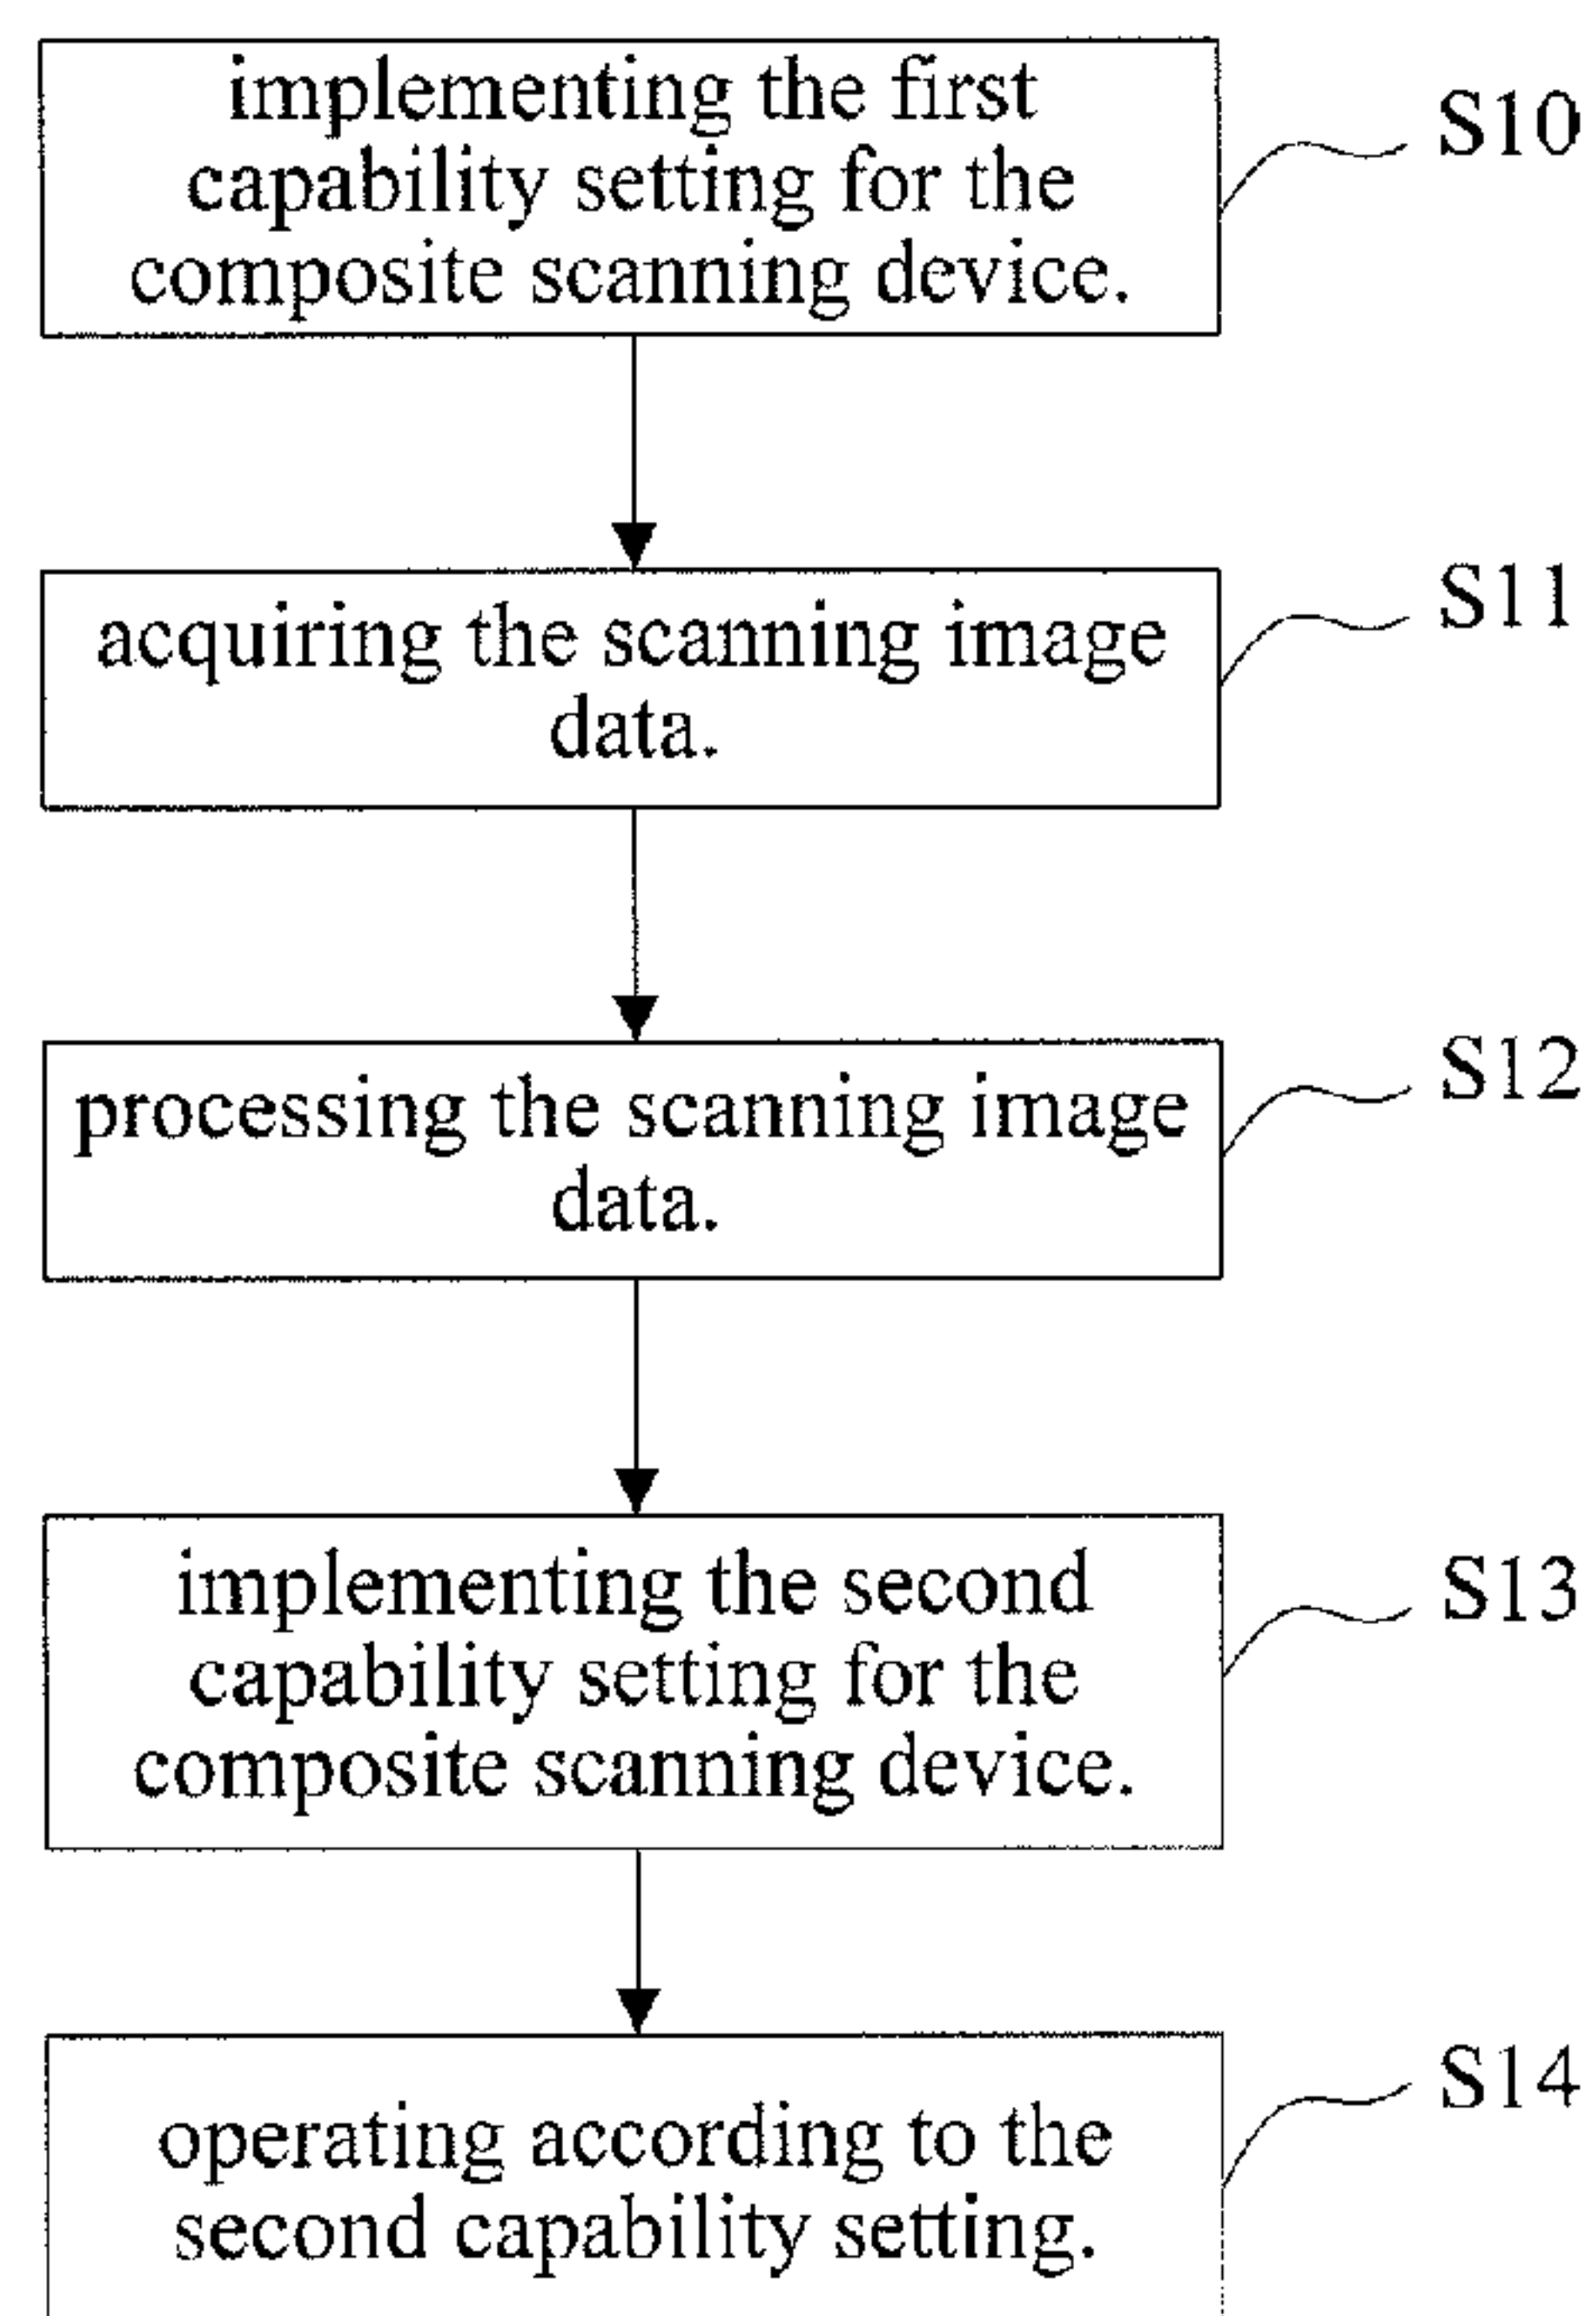 implementing the first
capability setting for the
composite scanning device.
S10
acquiring the scanning image
data.
S11
processing the scanning image
data.
S12
implementing the second
capability setting for the
composite scanning device.
S13
operating according to the
second capability setting.
S14